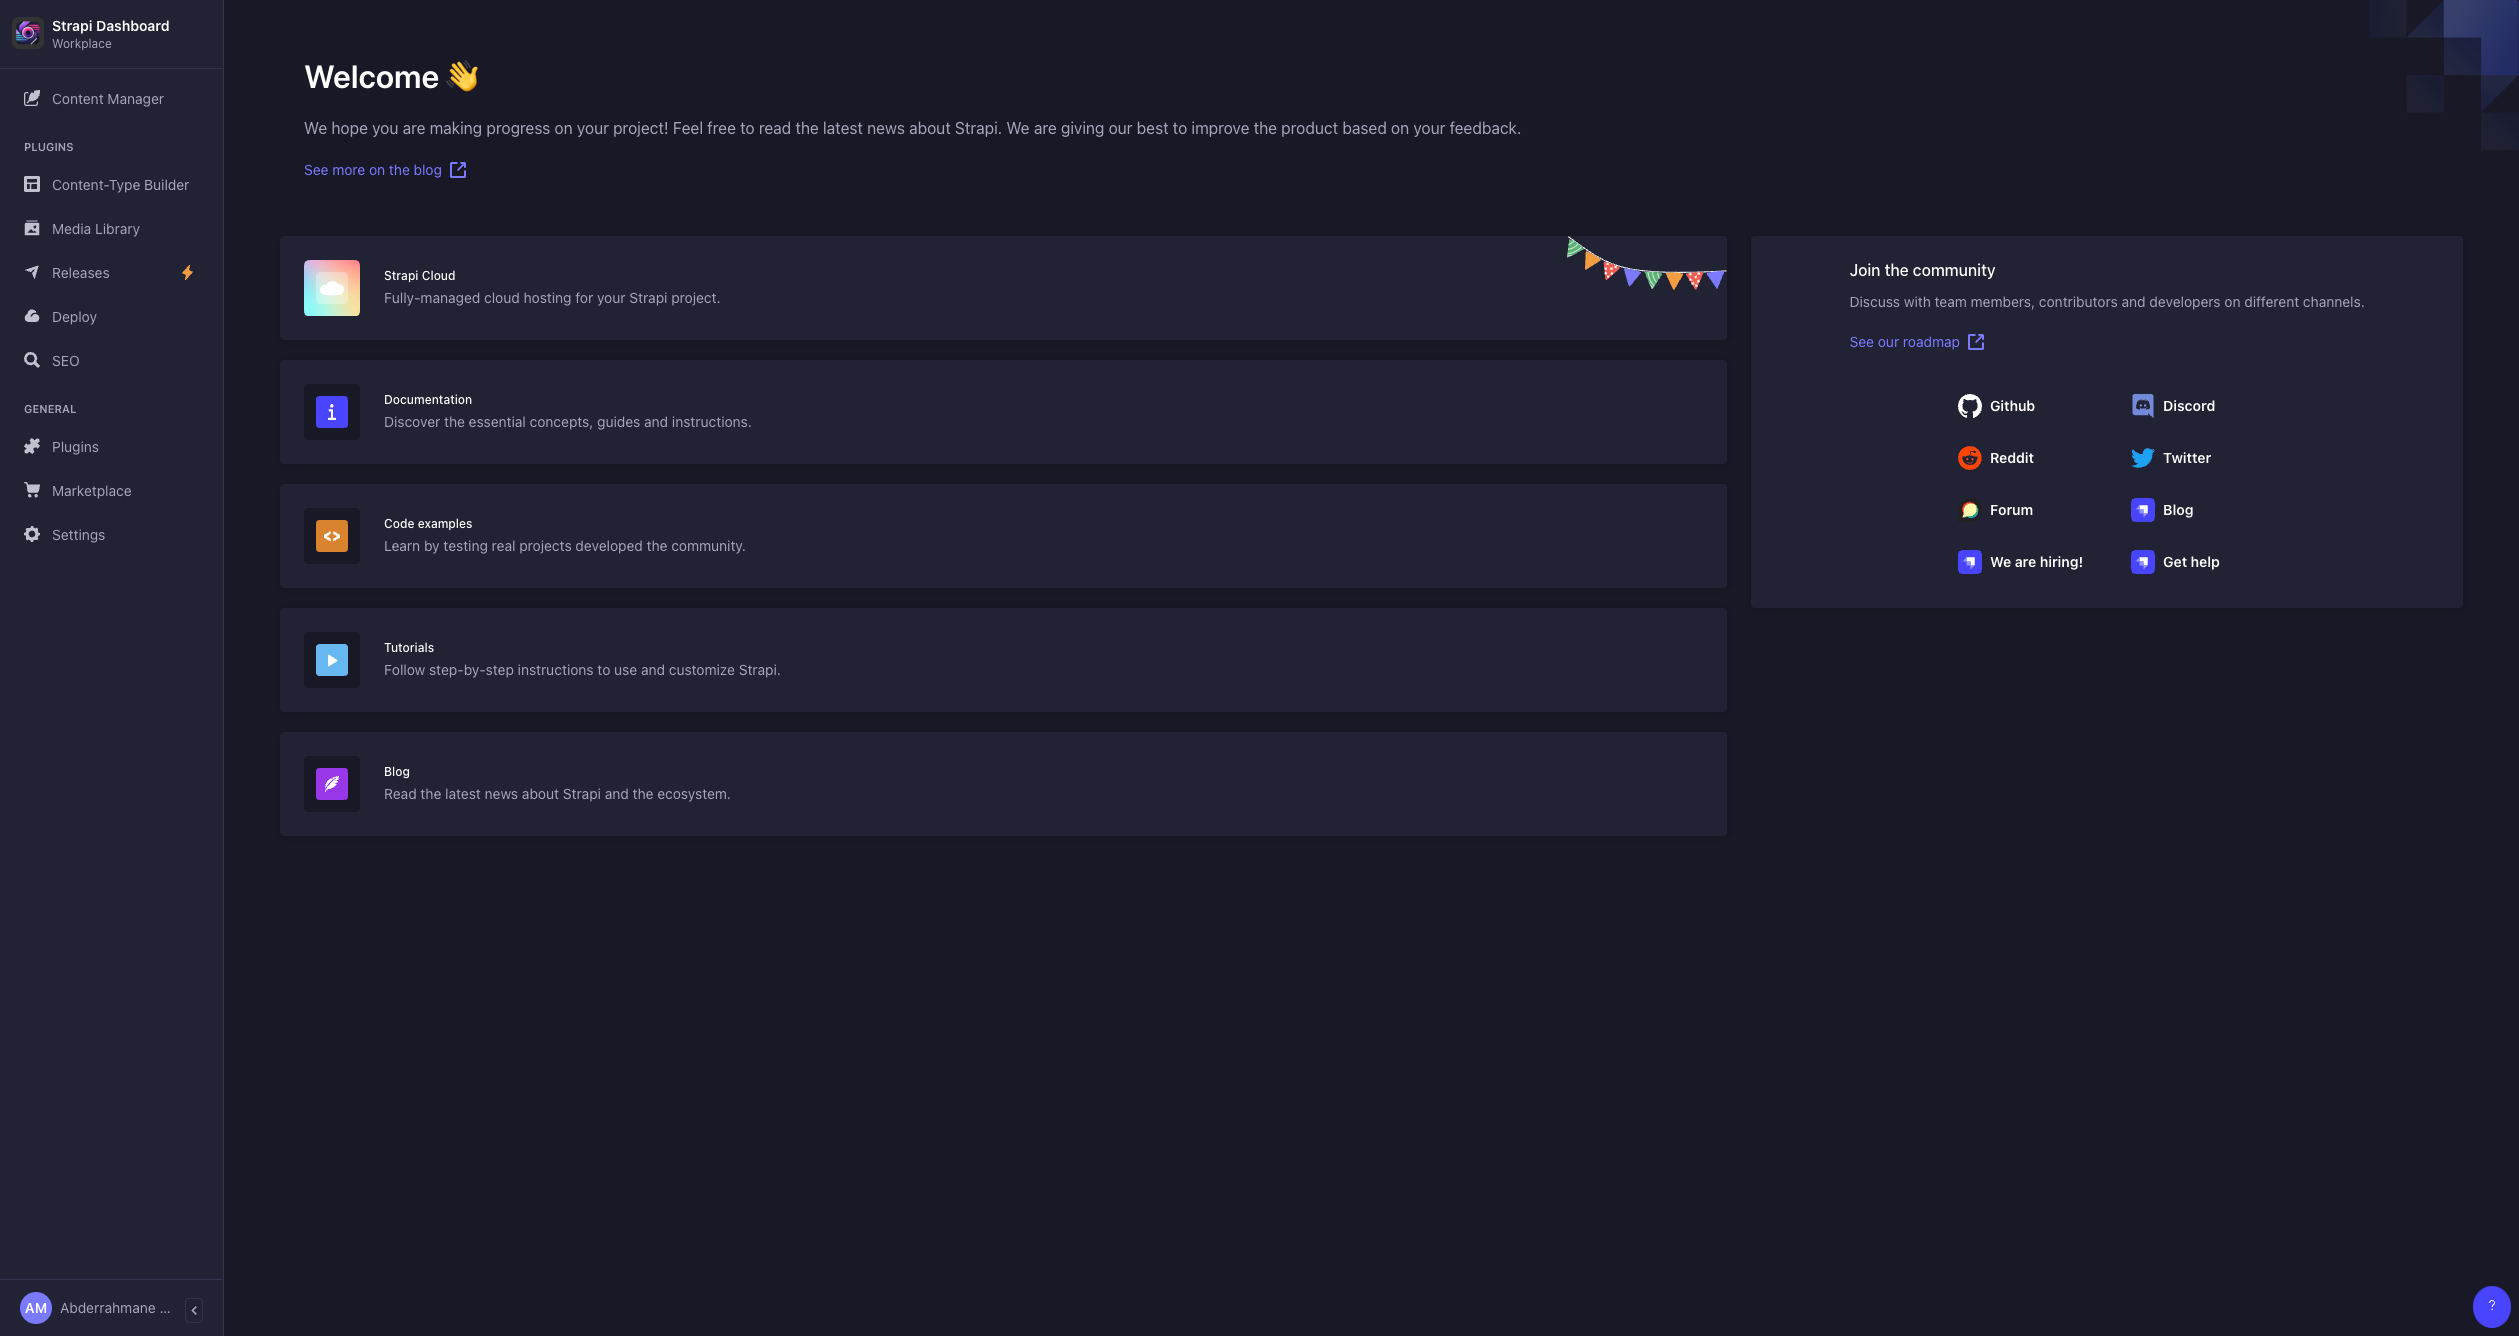 Strapi Dashboard
Workplace
Content Manager
PLUGINS
Content-Type Builder
Media Library
Releases
Deploy
SEO
GENERAL
Plugins
Marketplace
Settings
AM
Abderrahmane ...
Welcome 👋
We hope you are making progress on your project! Feel free to read the latest news about Strapi. We are giving our best to improve the product based on your feedback.
See more on the blog
Strapi Cloud
Fully-managed cloud hosting for your Strapi project.
Documentation
Discover the essential concepts, guides and instructions.
Code examples
Learn by testing real projects developed the community.
Tutorials
Follow step-by-step instructions to use and customize Strapi.
Blog
Read the latest news about Strapi and the ecosystem.
Join the community
Discuss with team members, contributors and developers on different channels.
See our roadmap
Github
Discord
Reddit
Twitter
Forum
Blog
We are hiring!
Get help
?